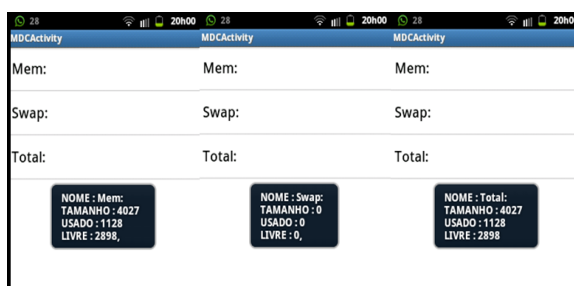 28 20h00
MDCActivity
Mem:
Swap:
Total:
NOME : Mem:
TAMANHO : 4027
USADO : 1128
LIVRE : 2898,
28 20h00
MDCActivity
Mem:
Swap:
Total:
NOME : Swap:
TAMANHO : 0
USADO : 0
LIVRE : 0,
28 20h0
MDCActivity
Mem:
Swap:
Total:
NOME : Total:
TAMANHO : 4027
USADO : 1128
LIVRE : 2898